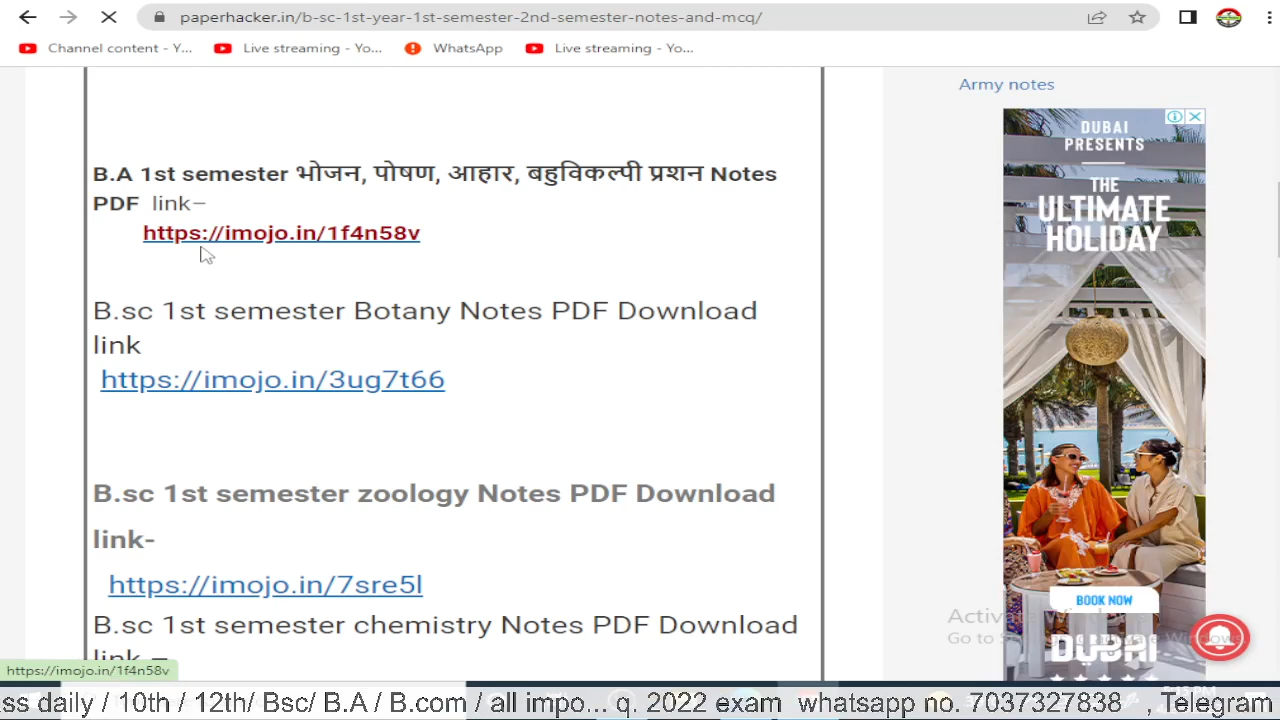 paperhacker.in/b-sc-1st-year-1st-semester-2nd-semester-notes-and-mcq/
Channel content - Y... Live streaming - Yo... WhatsApp Live streaming - Yo...
Army notes
B.A 1st semester भोजन, पोषण, आहार, बहुविकल्पी प्रशन Notes
PDF link–
https://imojo.in/1f4n58v
B.sc 1st semester Botany Notes PDF Download
link
https://imojo.in/3ug7t66
B.sc 1st semester zoology Notes PDF Download
link-
https://imojo.in/7sre5l
B.sc 1st semester chemistry Notes PDF Download
link –
DUBAI
PRESENTS
THE
ULTIMATE
HOLIDAY
BOOK NOW
DUBAI
https://imojo.in/1f4n58v
ss daily / 10th / 12th/ Bsc/ B.A / B.com / all impo... q. 2022 exam whatsapp no. 7037327838 , Telegram